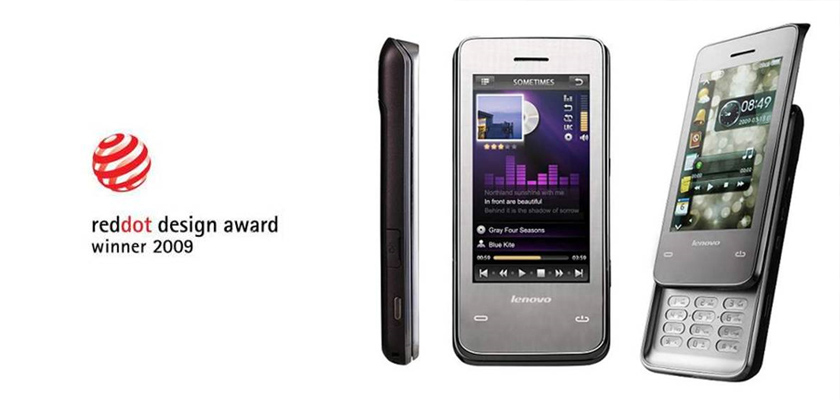 reddot design award
winner 2009
SOMETIMES
LRC
Northland sunshine with me
In front are beautiful
Behind it is the shadow of sorrow
Gray Four Seasons
Blue Kite
00:59
03:59
lenovo
08:49
lenovo